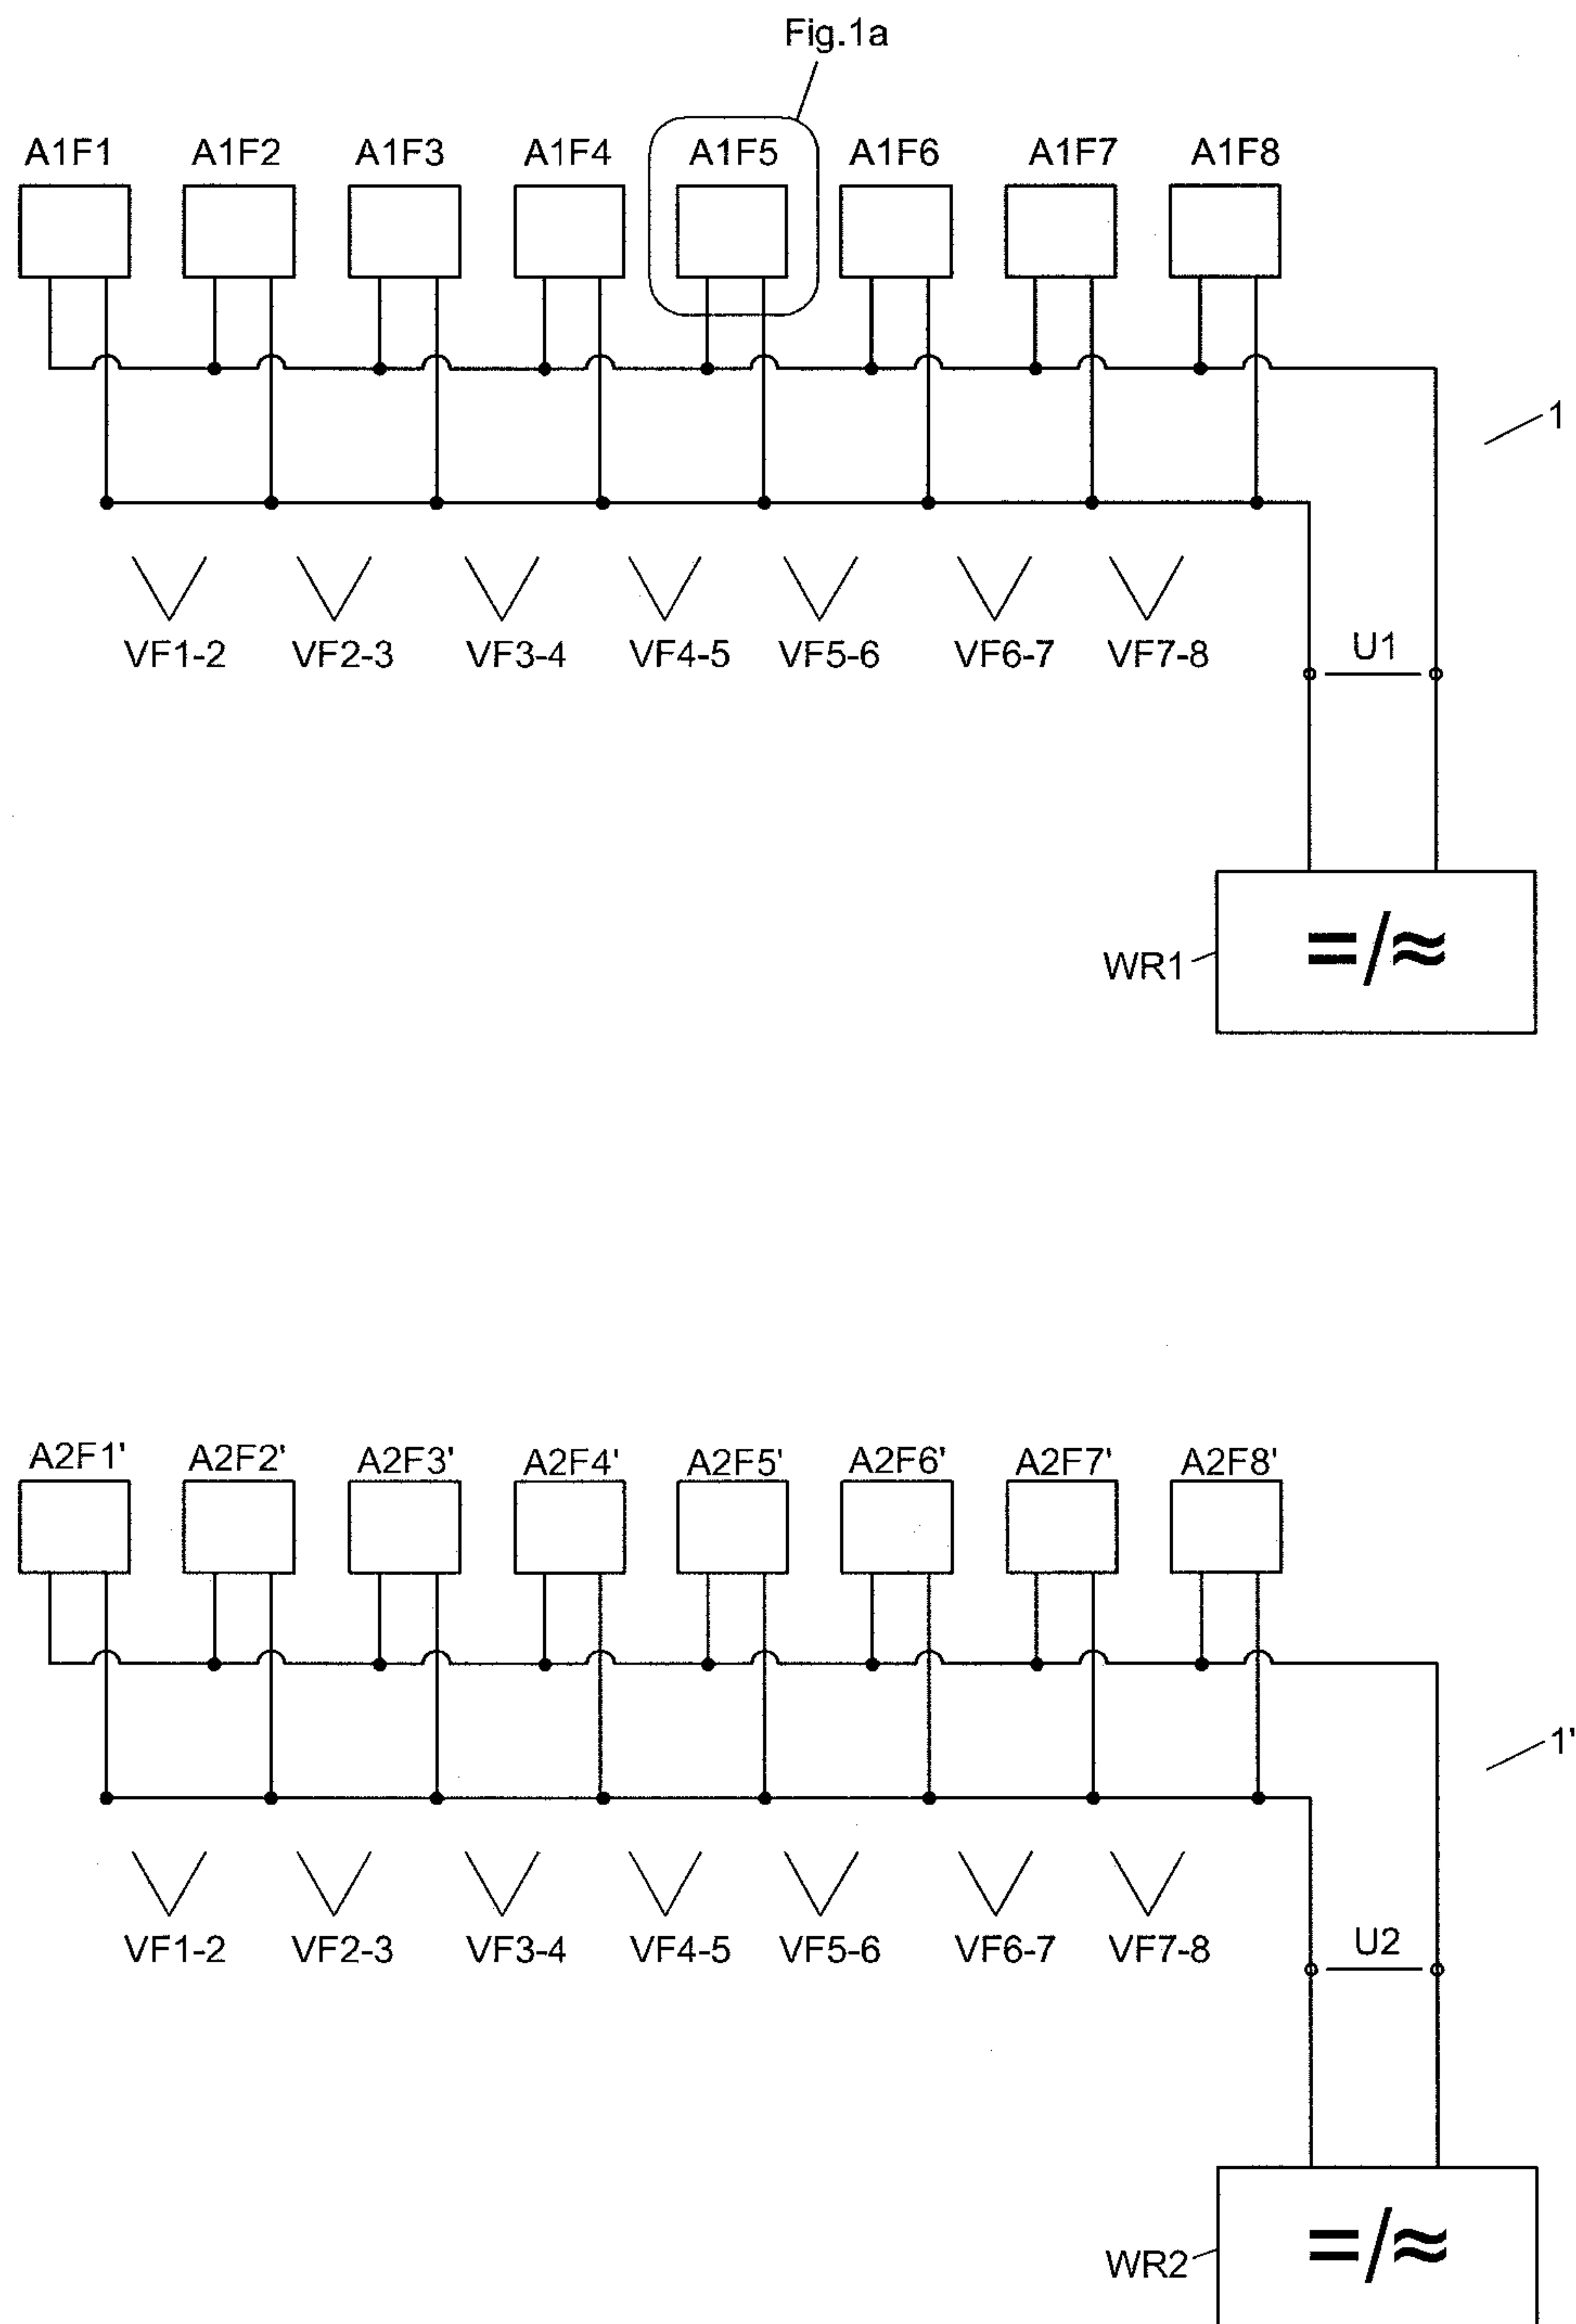 Fig.1a
A1F1 A1F2 A1F3 A1F4 A1F5 A1F6 A1F7 A1F8
1
VF1-2 VF2-3 VF3-4 VF4-5 VF5-6 VF6-7 VF7-8
U1
=/≈
WR1
A2F1' A2F2' A2F3' A2F4' A2F5' A2F6' A2F7' A2F8'
1'
VF1-2 VF2-3 VF3-4 VF4-5 VF5-6 VF6-7 VF7-8
U2
=/≈
WR2